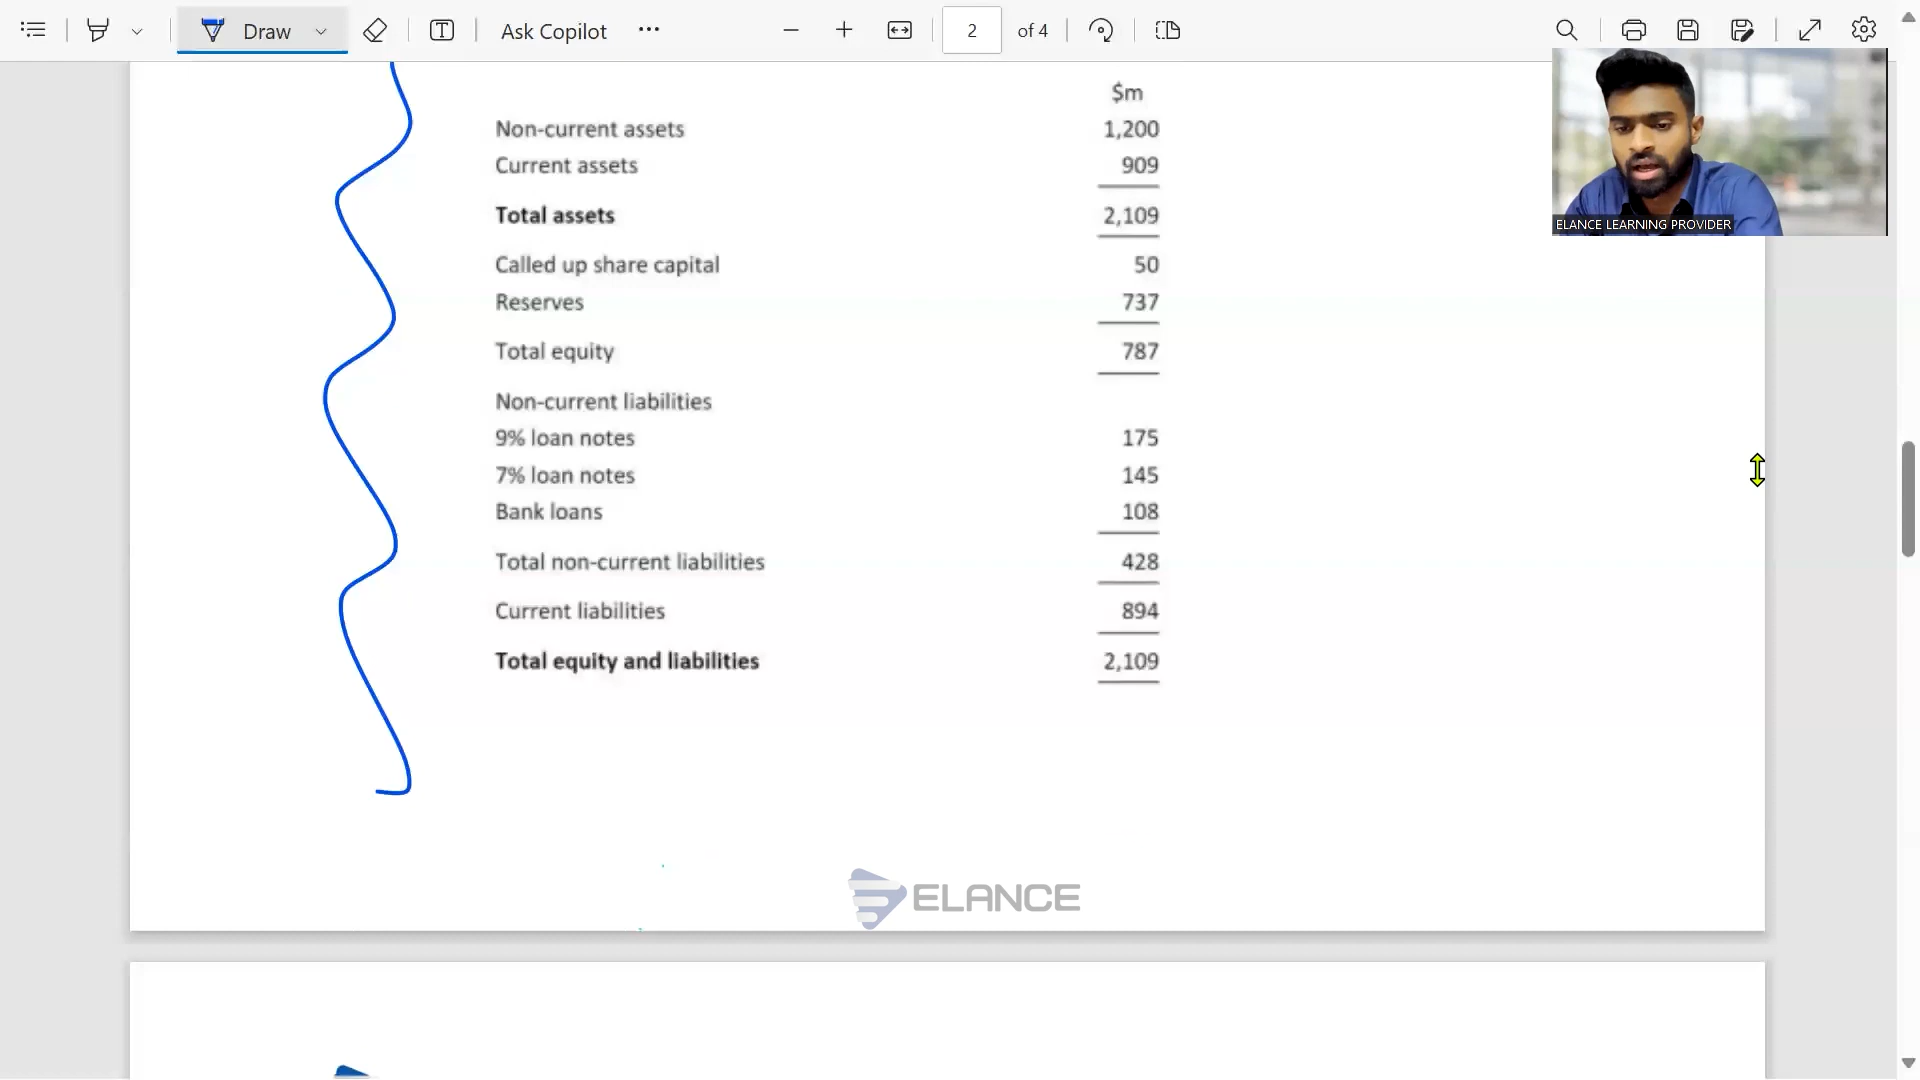 Draw
Ask Copilot
2 of 4
$m
Non-current assets 1,200
Current assets 909
Total assets 2,109
Called up share capital 50
Reserves 737
Total equity 787
Non-current liabilities
9% loan notes 175
7% loan notes 145
Bank loans 108
Total non-current liabilities 428
Current liabilities 894
Total equity and liabilities 2,109
ELANCE LEARNING PROVIDER
ELANCE